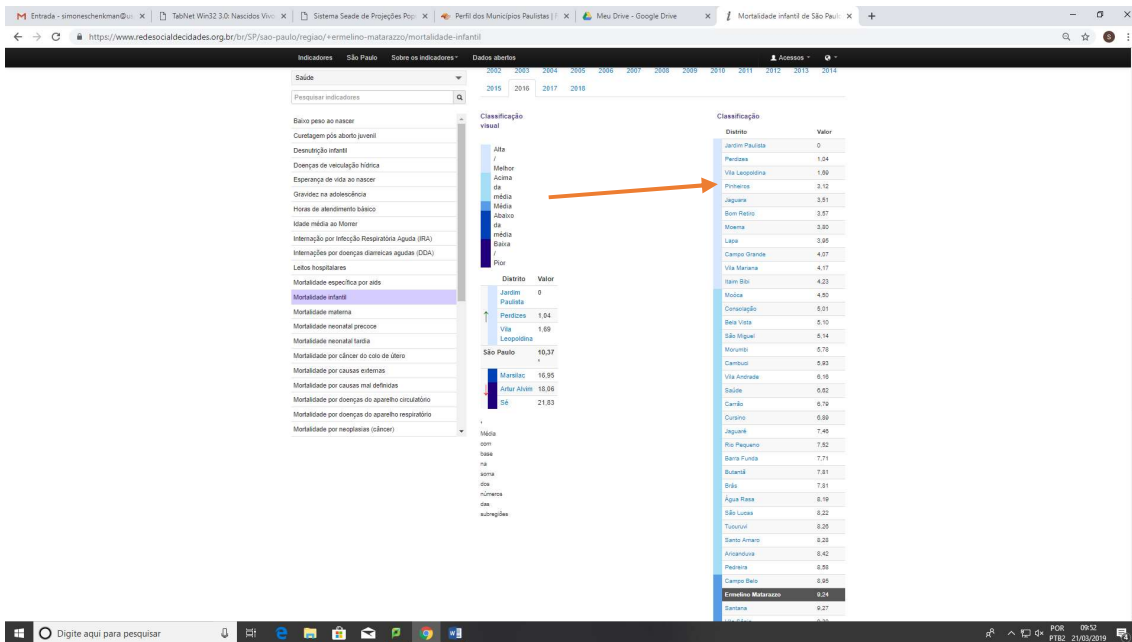 Entrada - simoneschenkman@us
TabNet Win32 3.0: Nascidos Vivo
Sistema Seade de Projeções Pop
Perfil dos Municípios Paulistas | F
Meu Drive - Google Drive
Mortalidade infantil de São Paulo
https://www.redesocialdecidades.org.br/br/SP/sao-paulo/regiao/+ermelino-matarazzo/mortalidade-infantil
Indicadores São Paulo Sobre os indicadores Dados abertos Acessos
Saúde
Pesquisar indicadores
Baixo peso ao nascer
Curetagem pós aborto juvenil
Desnutrição infantil
Doenças de veiculação hídrica
Esperança de vida ao nascer
Gravidez na adolescência
Horas de atendimento básico
Idade média ao Morrer
Internação por Infecção Respiratória Aguda (IRA)
Internações por doenças diarreicas agudas (DDA)
Leitos hospitalares
Mortalidade específica por aids
Mortalidade infantil
Mortalidade materna
Mortalidade neonatal precoce
Mortalidade neonatal tardia
Mortalidade por câncer do colo de útero
Mortalidade por causas externas
Mortalidade por causas mal definidas
Mortalidade por doenças do aparelho circulatório
Mortalidade por doenças do aparelho respiratório
Mortalidade por neoplasias (câncer)
2002 2003 2004 2005 2006 2007 2008 2009 2010 2011 2012 2013 2014
2015 2016 2017 2018
Classificação
visual
Alta
/
Melhor
Acima
da
média
Média
Abaixo
da
média
Baixa
/
Pior
Distrito Valor
Jardim
Paulista 0
Perdizes 1,04
Vila
Leopoldina 1,69
São Paulo 10,37
Marsilac 16,95
Artur Alvim 18,06
Sé 21,83
Média
com
base
na
soma
dos
números
das
subregiões
Classificação
Distrito Valor
Jardim Paulista 0
Perdizes 1,04
Vila Leopoldina 1,69
Pinheiros 3,12
Jaguara 3,51
Bom Retiro 3,57
Moema 3,80
Lapa 3,95
Campo Grande 4,07
Vila Mariana 4,17
Itaim Bibi 4,23
Moóca 4,50
Consolação 5,01
Bela Vista 5,10
São Miguel 5,14
Morumbi 5,78
Cambuci 5,93
Vila Andrade 6,16
Saúde 6,62
Carrão 6,79
Cursino 6,89
Jaguaré 7,46
Rio Pequeno 7,52
Barra Funda 7,71
Butantã 7,81
Brás 7,81
Água Rasa 8,19
São Lucas 8,22
Tucuruvi 8,25
Santo Amaro 8,28
Aricanduva 8,42
Pedreira 8,58
Campo Belo 8,95
Ermelino Matarazzo 9,24
Santana 9,27
Digite aqui para pesquisar
POR 09:52
PTB2 21/03/2019